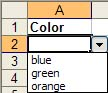 A
1 Color
2
3 blue
4 green
5 orange